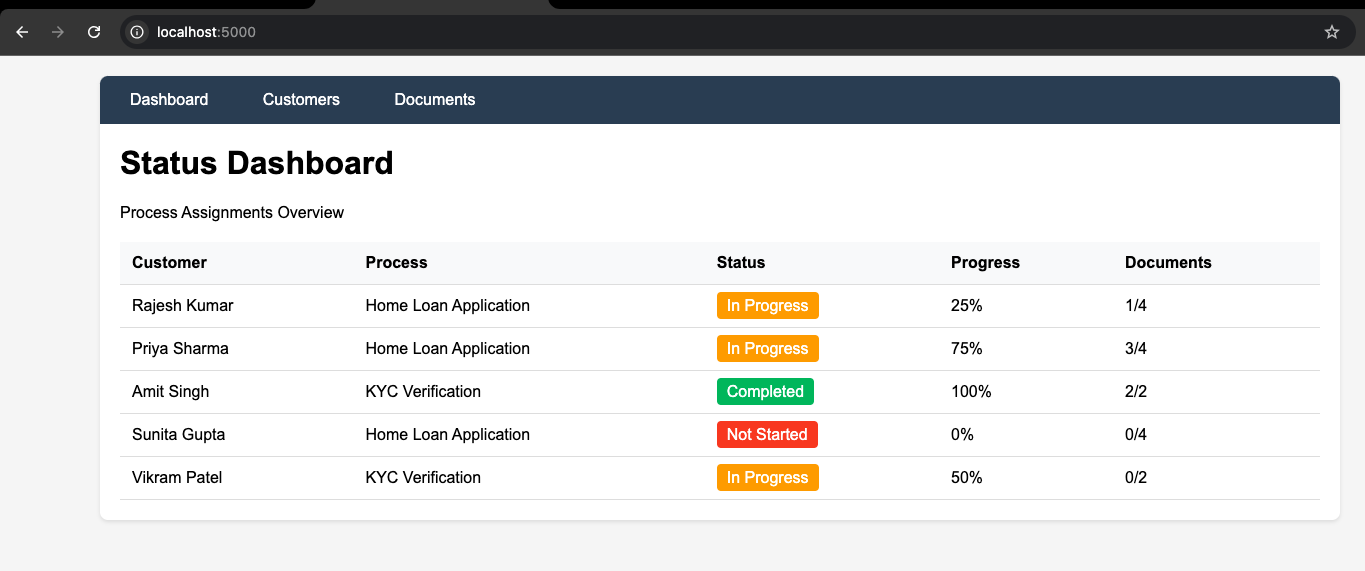 localhost:5000
Dashboard Customers Documents
Status Dashboard
Process Assignments Overview
Customer Process Status Progress Documents
Rajesh Kumar Home Loan Application In Progress 25% 1/4
Priya Sharma Home Loan Application In Progress 75% 3/4
Amit Singh KYC Verification Completed 100% 2/2
Sunita Gupta Home Loan Application Not Started 0% 0/4
Vikram Patel KYC Verification In Progress 50% 0/2